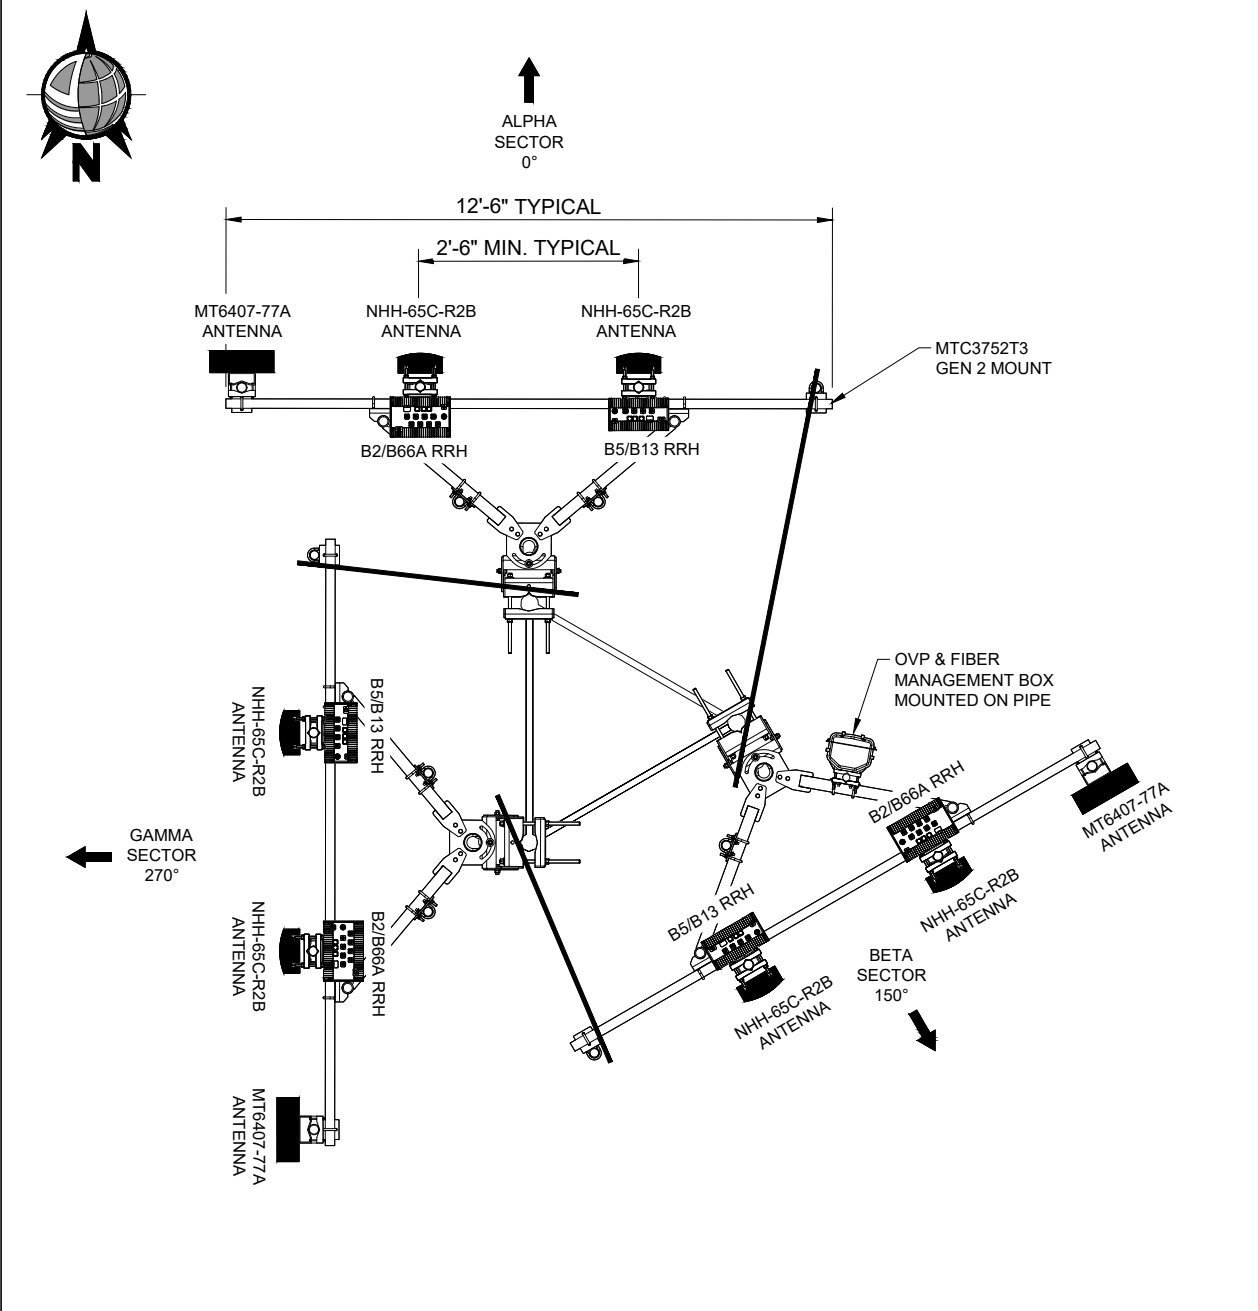 N
ALPHA
SECTOR
0°
12'-6" TYPICAL
2'-6" MIN. TYPICAL
MT6407-77A
ANTENNA
NHH-65C-R2B
ANTENNA
NHH-65C-R2B
ANTENNA
MTC3752T3
GEN 2 MOUNT
B2/B66A RRH
B5/B13 RRH
OVP & FIBER
MANAGEMENT BOX
MOUNTED ON PIPE
B5/B13 RRH
NHH-65C-R2B
ANTENNA
B2/B66A RRH
MT6407-77A
ANTENNA
GAMMA
SECTOR
270°
NHH-65C-R2B
ANTENNA
B2/B66A RRH
B5/B13 RRH
NHH-65C-R2B
ANTENNA
BETA
SECTOR
150°
NHH-65C-R2B
ANTENNA
MT6407-77A
ANTENNA